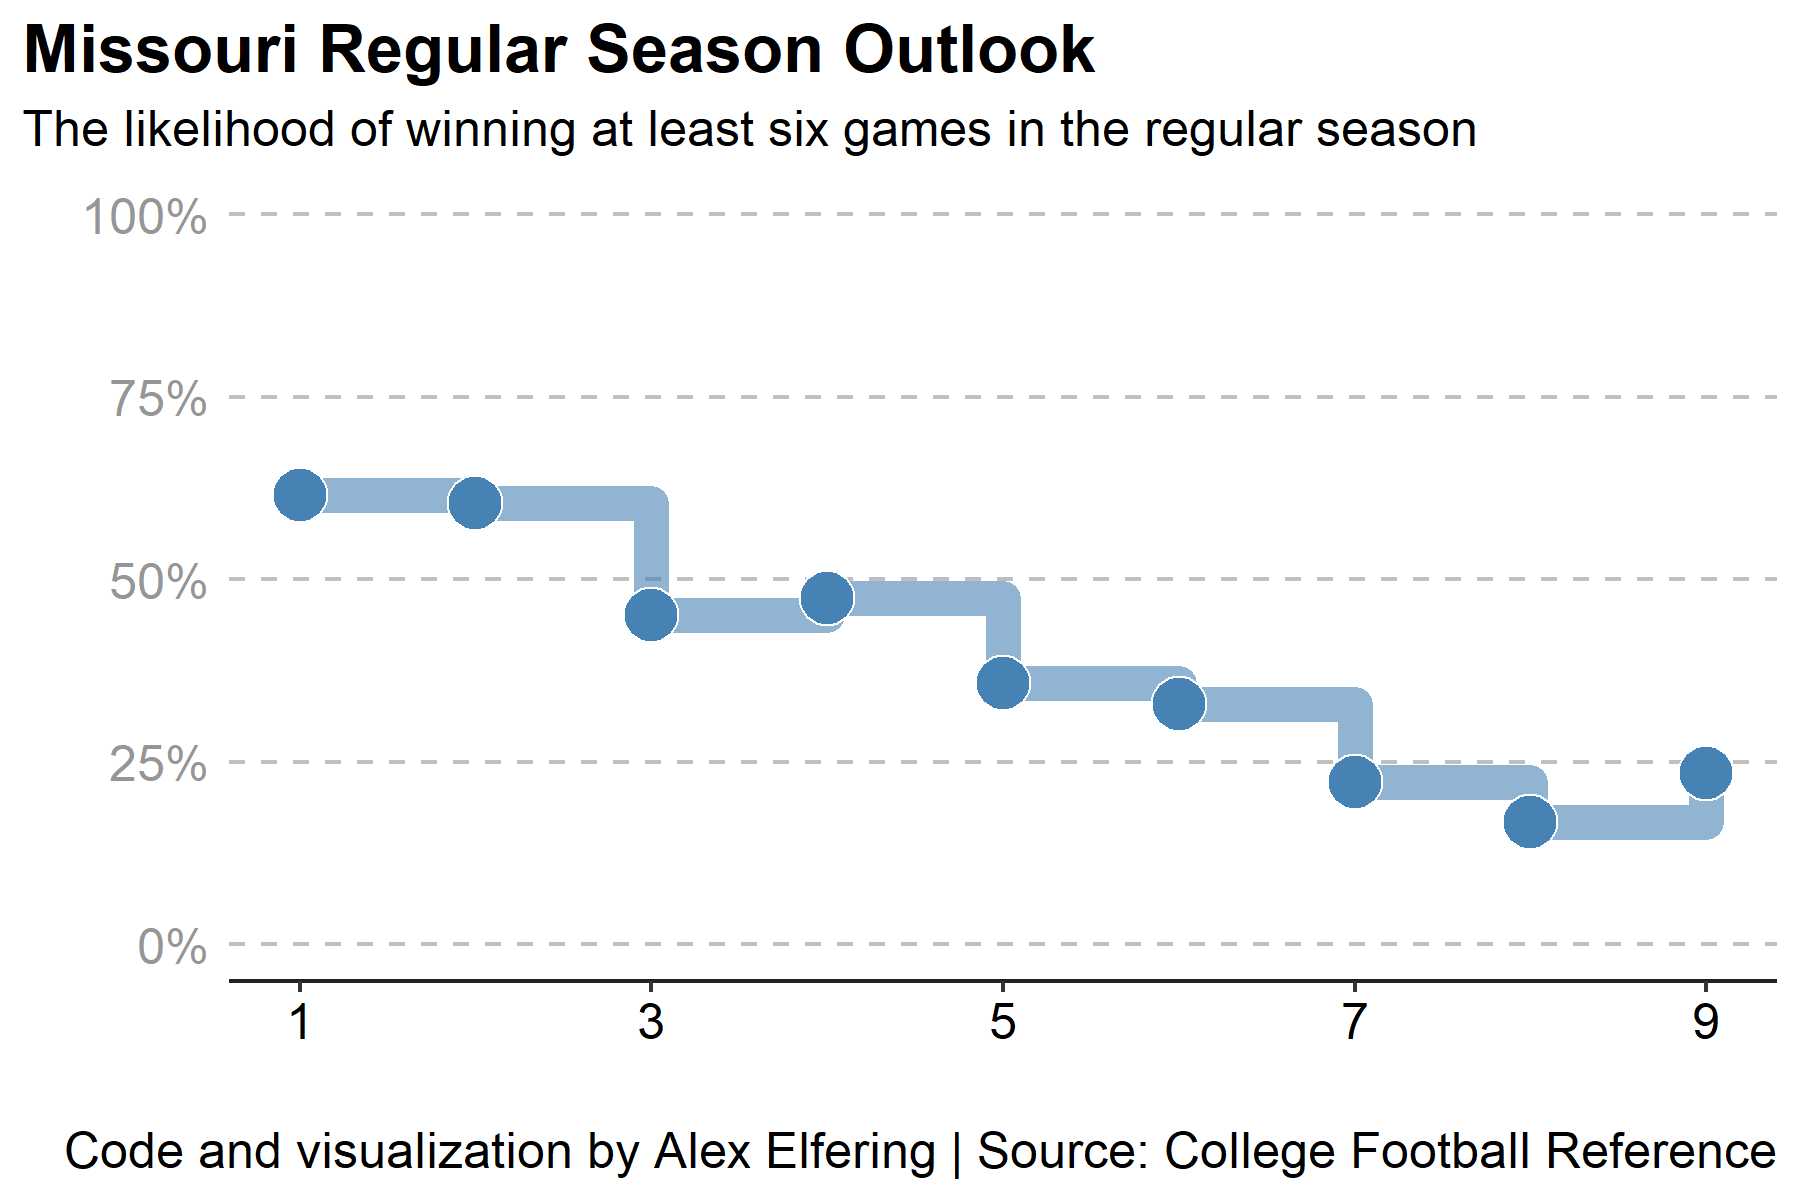 Missouri Regular Season Outlook
The likelihood of winning at least six games in the regular season
100%
75%
50%
25%
0%
1 3 5 7 9
Code and visualization by Alex Elfering | Source: College Football Reference